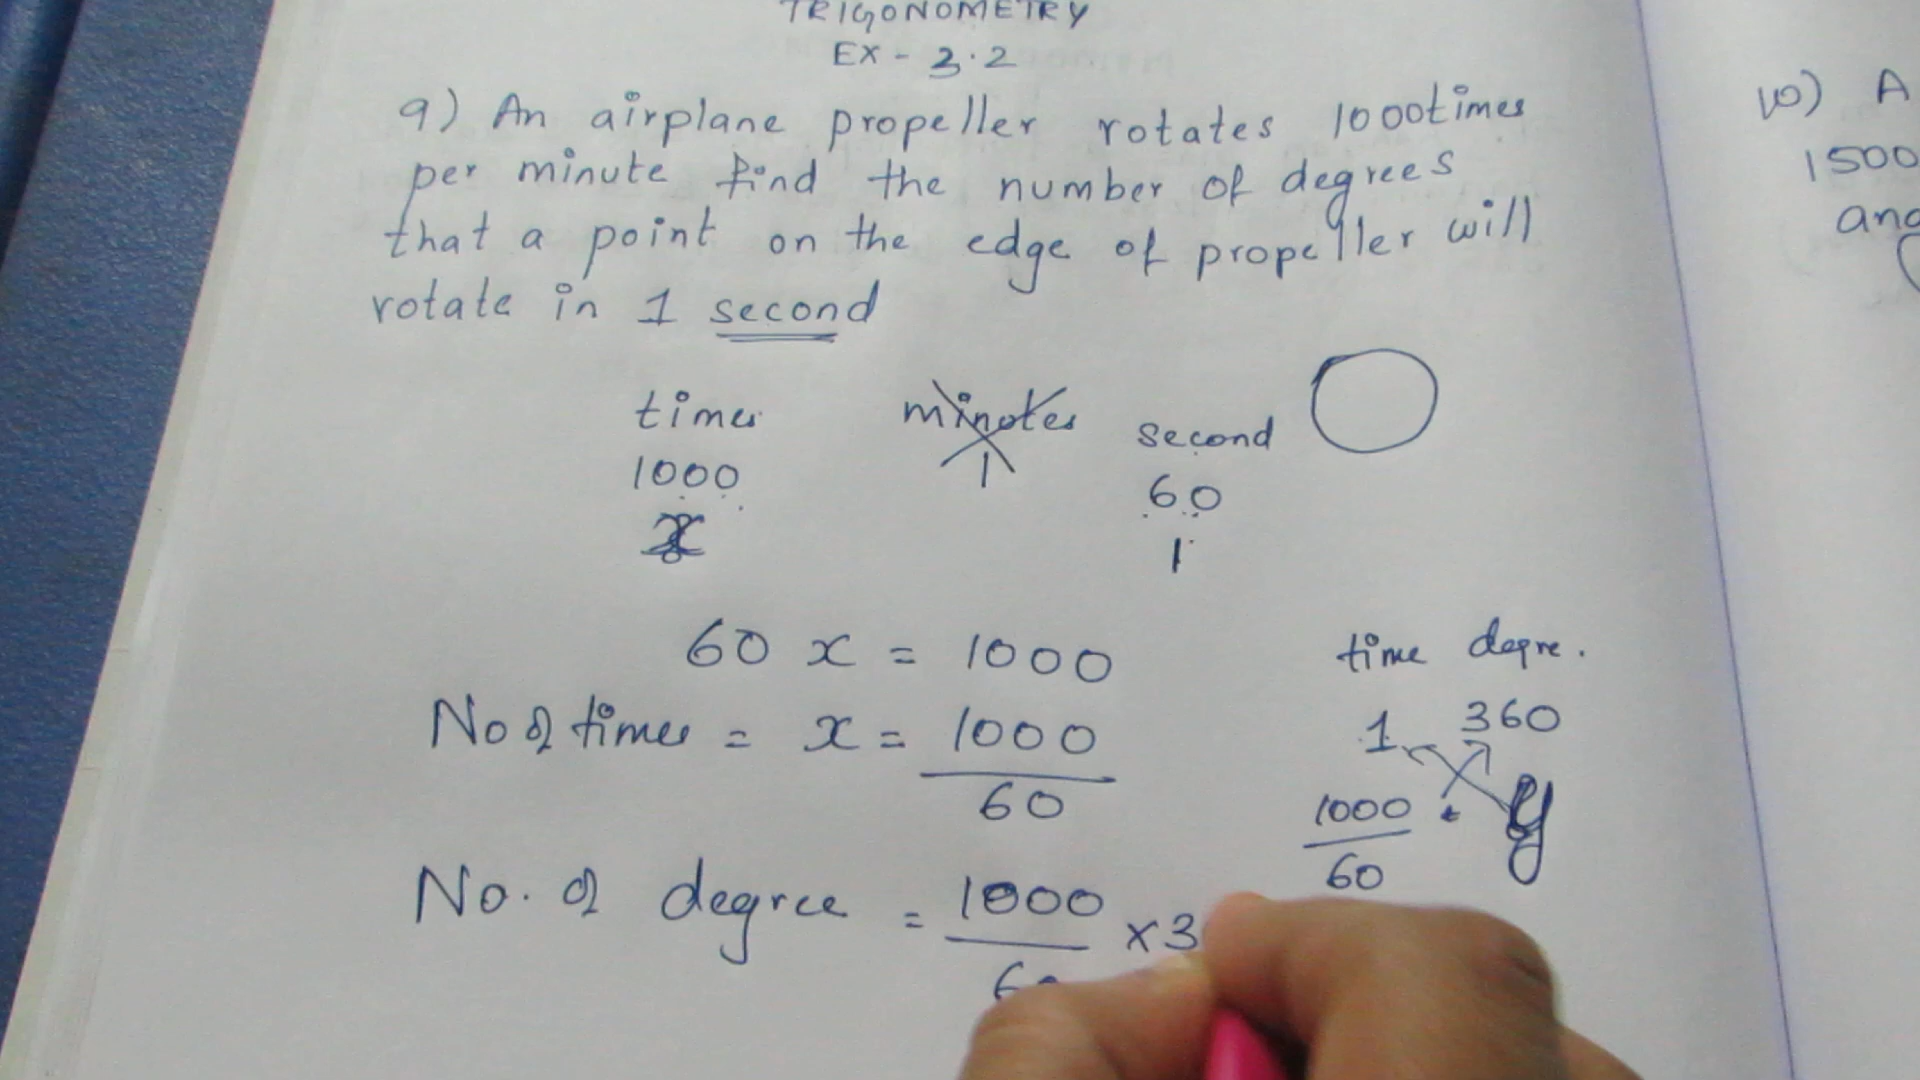 TRIGONOMETRY
EX - 3.2
9) An airplane propeller rotates 1000times
per minute find the number of degrees
that a point on the edge of propeller will
rotate in 1 second
times minutes second
1000 1 60
x 1
60 x = 1000
No of times = x = 1000
60
time degre.
1 360
1000 y
60
No. of degree = 1000 × 3
60
10) A
1500